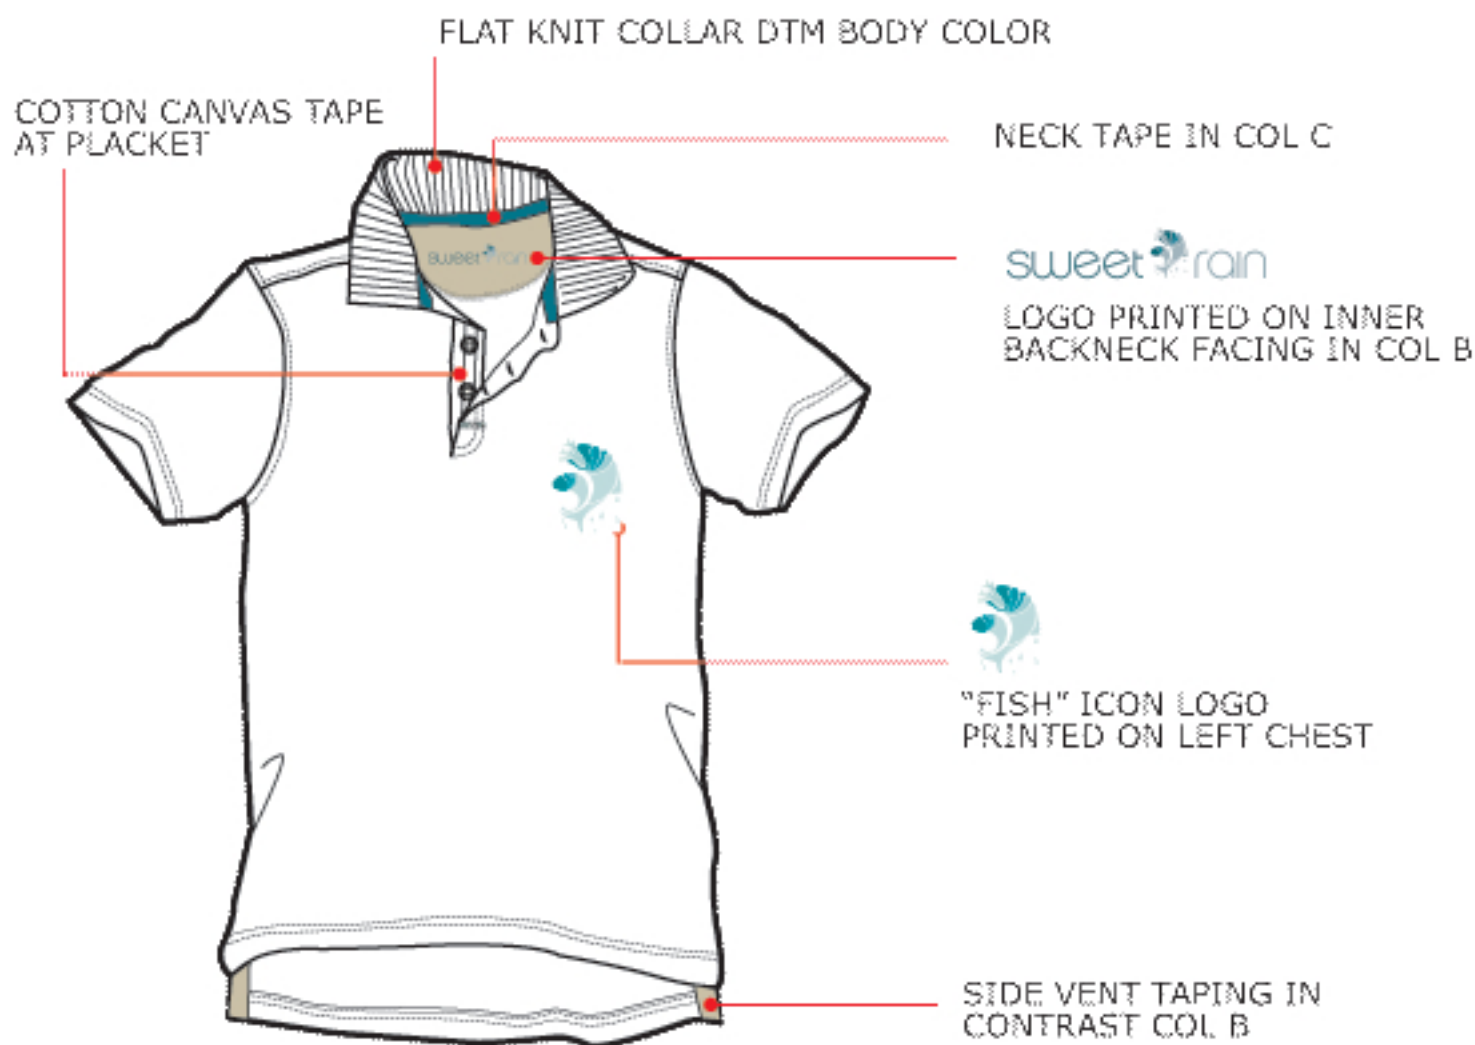 FLAT KNIT COLLAR DTM BODY COLOR
COTTON CANVAS TAPE
AT PLACKET
NECK TAPE IN COL C
sweet rain
sweet rain
LOGO PRINTED ON INNER
BACKNECK FACING IN COL B
"FISH" ICON LOGO
PRINTED ON LEFT CHEST
SIDE VENT TAPING IN
CONTRAST COL B